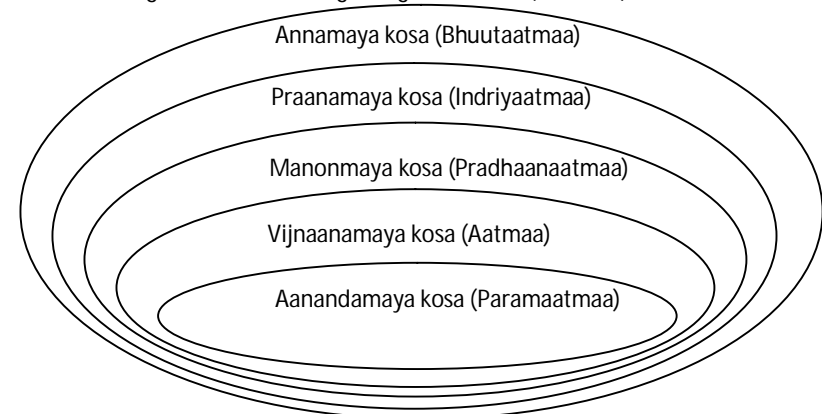 Annamaya kosa (Bhuutaatmaa)
Praanamaya kosa (Indriyaatmaa)
Manonmaya kosa (Pradhaanaatmaa)
Vijnaanamaya kosa (Aatmaa)
Aanandamaya kosa (Paramaatmaa)